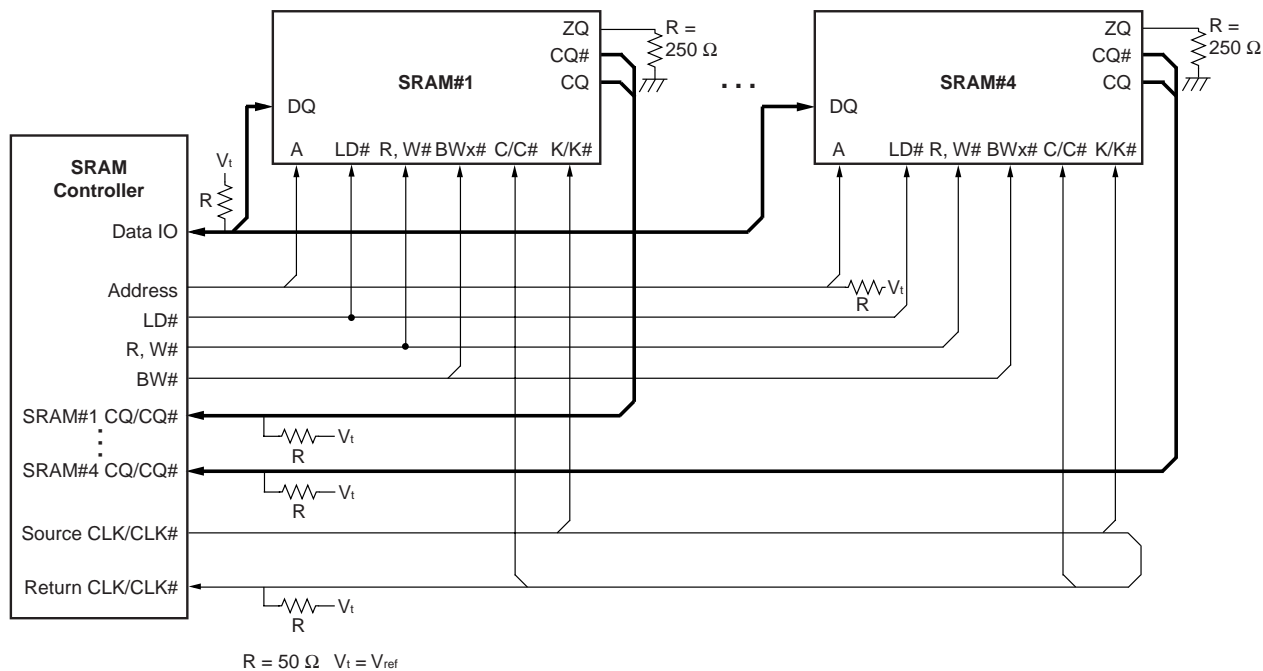 ZQ
R =
250 Ω
CQ#
CQ
SRAM#1
DQ
A LD# R, W# BWx# C/C# K/K#
. . .
ZQ
R =
250 Ω
CQ#
CQ
SRAM#4
DQ
A LD# R, W# BWx# C/C# K/K#
SRAM
Controller
Vt
R
Data IO
Address
R
Vt
LD#
R, W#
BW#
SRAM#1 CQ/CQ#
R
Vt
SRAM#4 CQ/CQ#
R
Vt
Source CLK/CLK#
Return CLK/CLK#
R
Vt
R = 50 Ω Vt = Vref